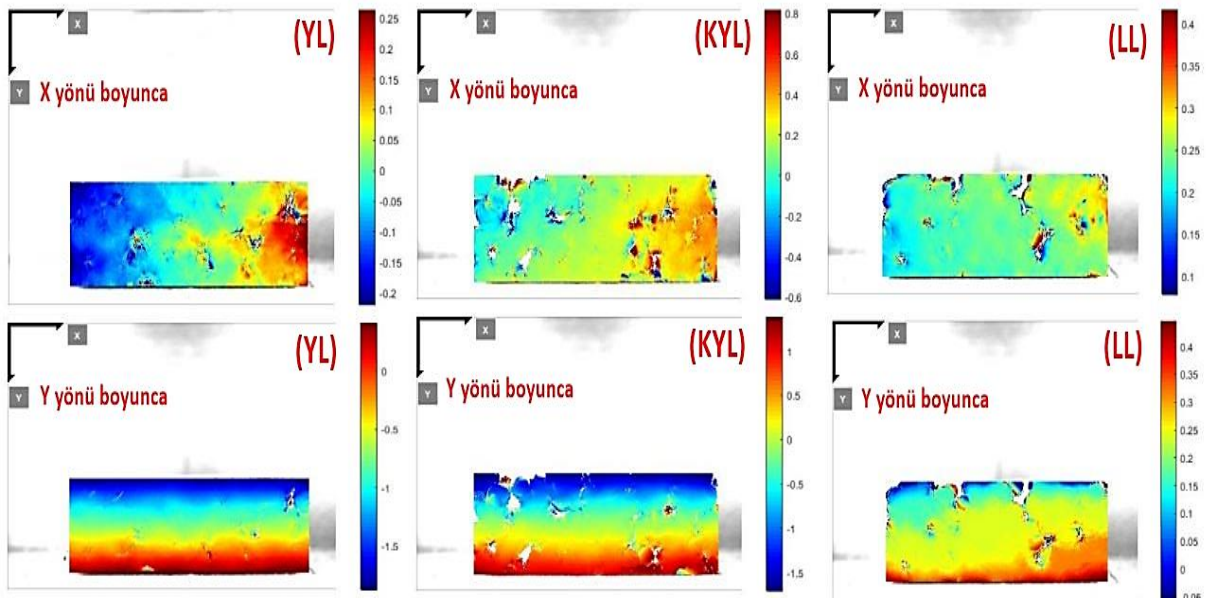 X
(YL)
Y X yönü boyunca
0.25
0.2
0.15
0.1
0.05
0
-0.05
-0.1
-0.15
-0.2
X
(KYL)
Y X yönü boyunca
0.8
0.6
0.4
0.2
0
-0.2
-0.4
-0.6
X
(LL)
Y X yönü boyunca
0.4
0.35
0.3
0.25
0.2
0.15
0.1
X
(YL)
Y Y yönü boyunca
0
-0.5
-1
-1.5
X
(KYL)
Y Y yönü boyunca
1
0.5
0
-0.5
-1
-1.5
X
(LL)
Y Y yönü boyunca
0.4
0.35
0.3
0.25
0.2
0.15
0.1
0.05
0
-0.05